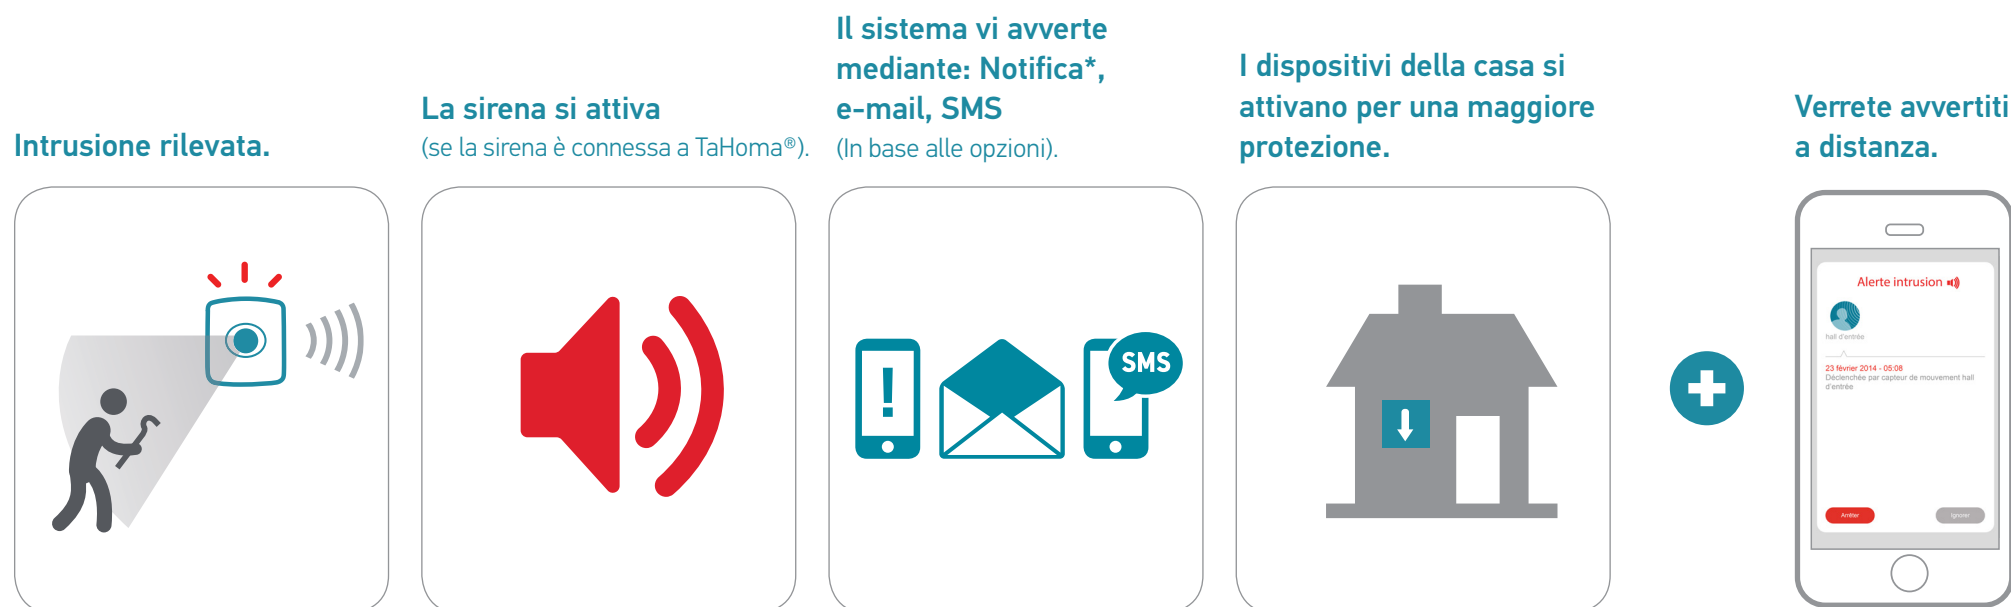 Intrusione rilevata.
La sirena si attiva
(se la sirena è connessa a TaHoma®).
Il sistema vi avverte
mediante: Notifica*,
e-mail, SMS
(In base alle opzioni).
I dispositivi della casa si
attivano per una maggiore
protezione.
Verrete avvertiti
a distanza.
!
SMS
Alerte intrusion
hall d'entrée
23 février 2014 - 05:08
Déclenchée par capteur de mouvement hall
d'entrée
Arrêter
Ignorer